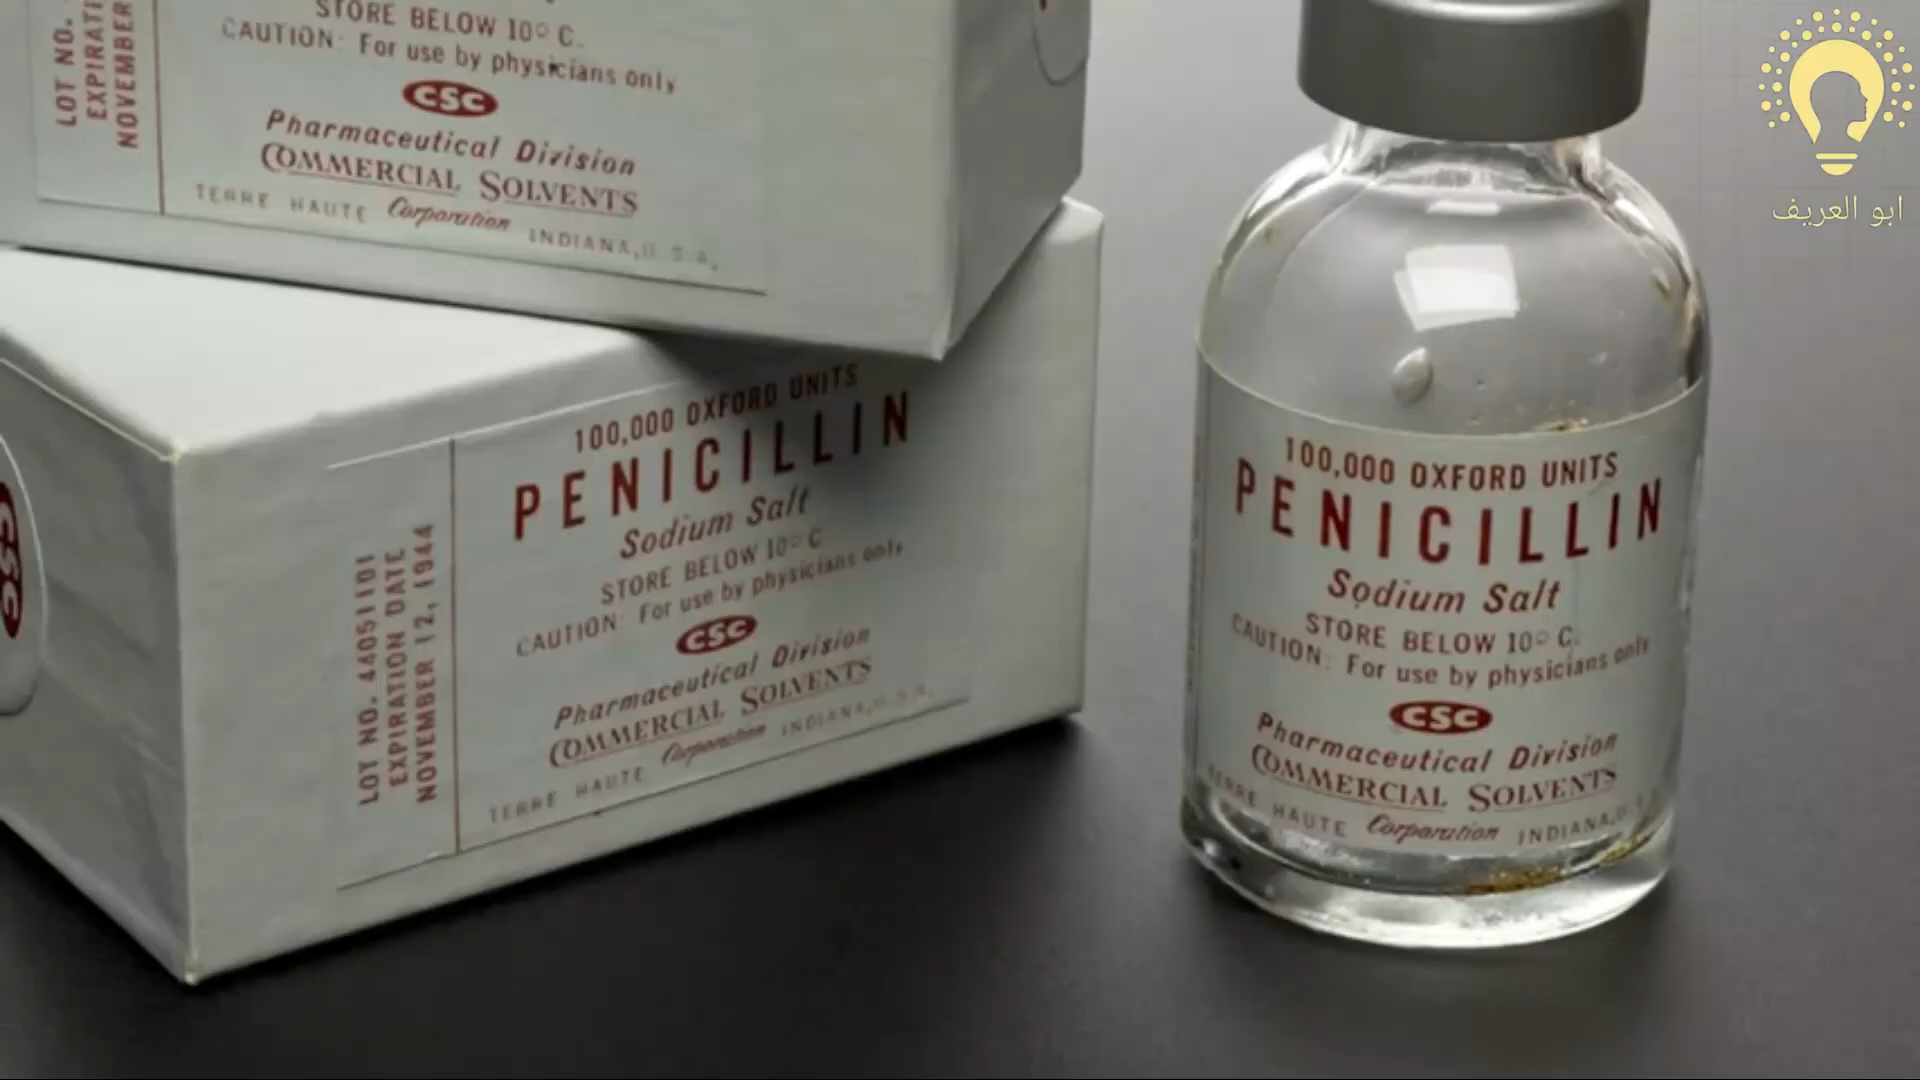 STORE BELOW 10° C.
CAUTION: For use by physicians only
CSC
Pharmaceutical Division
COMMERCIAL SOLVENTS
TERRE HAUTE Corporation INDIANA, U.S.A.
LOT NO.
NOVEMBER
100,000 OXFORD UNITS
PENICILLIN
Sodium Salt
STORE BELOW 10° C
CAUTION: For use by physicians only
CSC
Pharmaceutical Division
COMMERCIAL SOLVENTS
TERRE HAUTE Corporation INDIANA, U.S.A.
LOT NO. 44051101
EXPIRATION DATE
NOVEMBER 12, 1944
CSC
100,000 OXFORD UNITS
PENICILLIN
Sodium Salt
STORE BELOW 10° C.
CAUTION: For use by physicians only
CSC
Pharmaceutical Division
COMMERCIAL SOLVENTS
TERRE HAUTE Corporation INDIANA,
ابو العريف